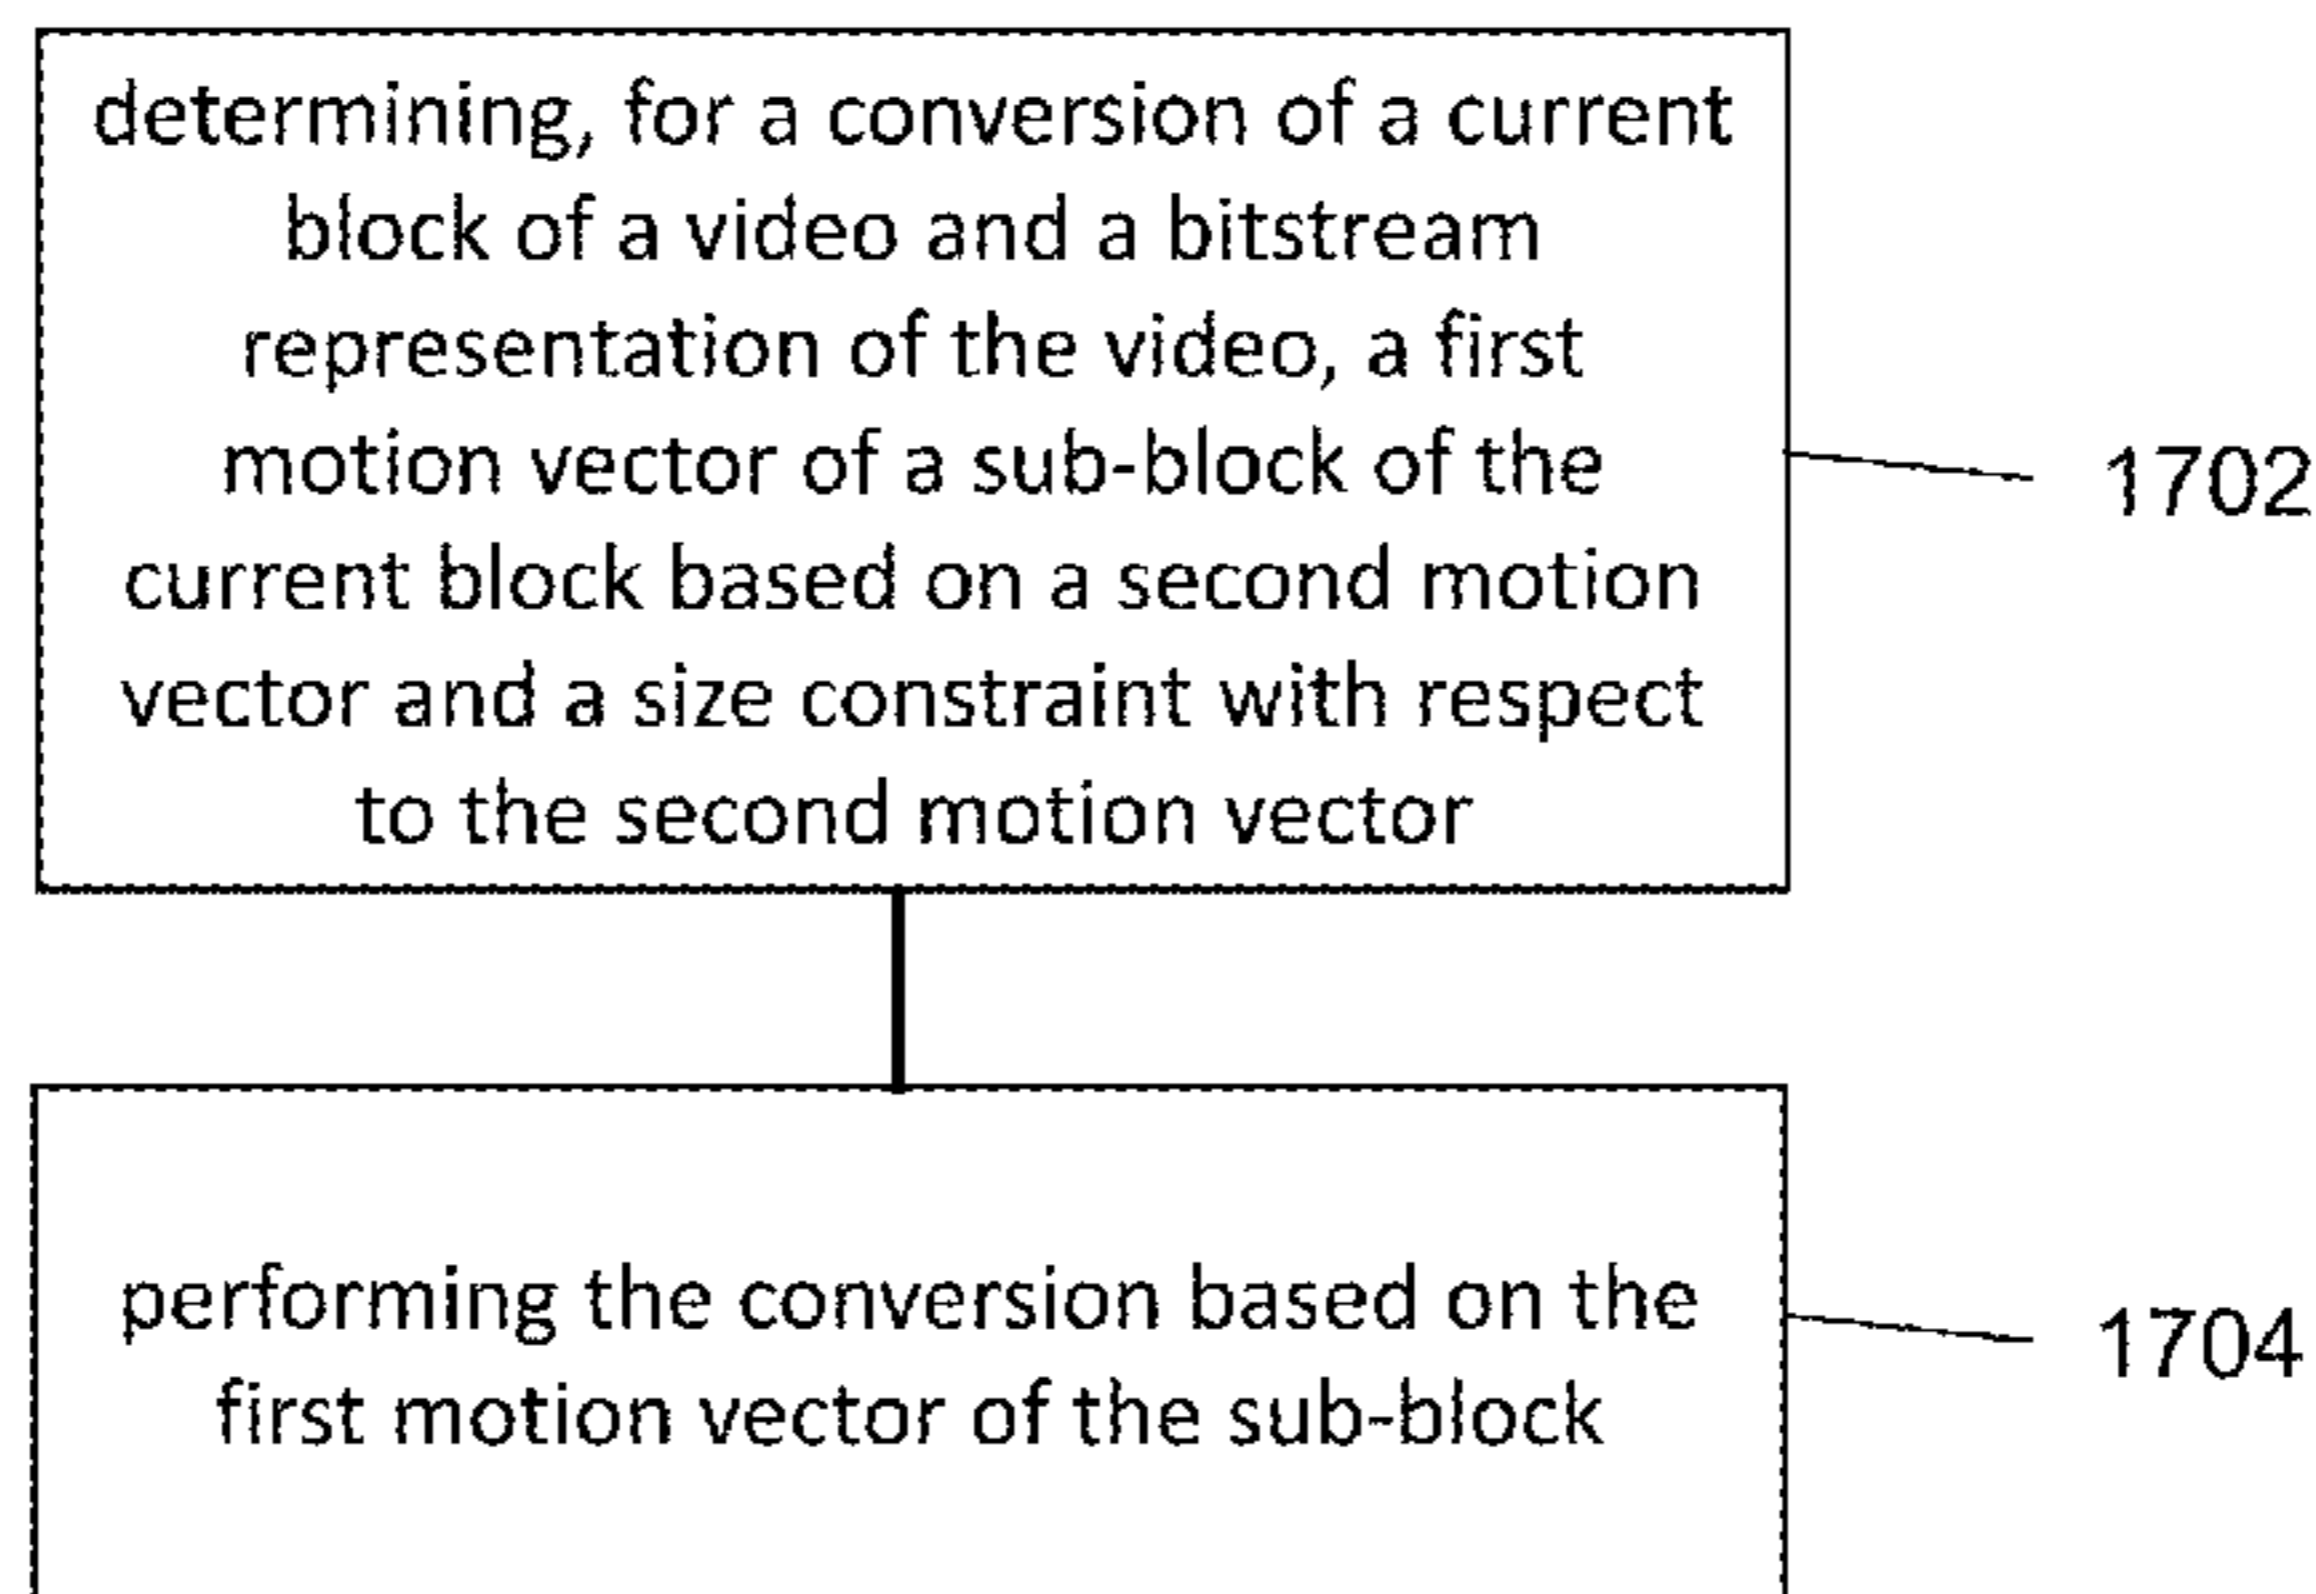 determining, for a conversion of a current
block of a video and a bitstream
representation of the video, a first
motion vector of a sub-block of the
current block based on a second motion
vector and a size constraint with respect
to the second motion vector
1702
performing the conversion based on the
first motion vector of the sub-block
1704